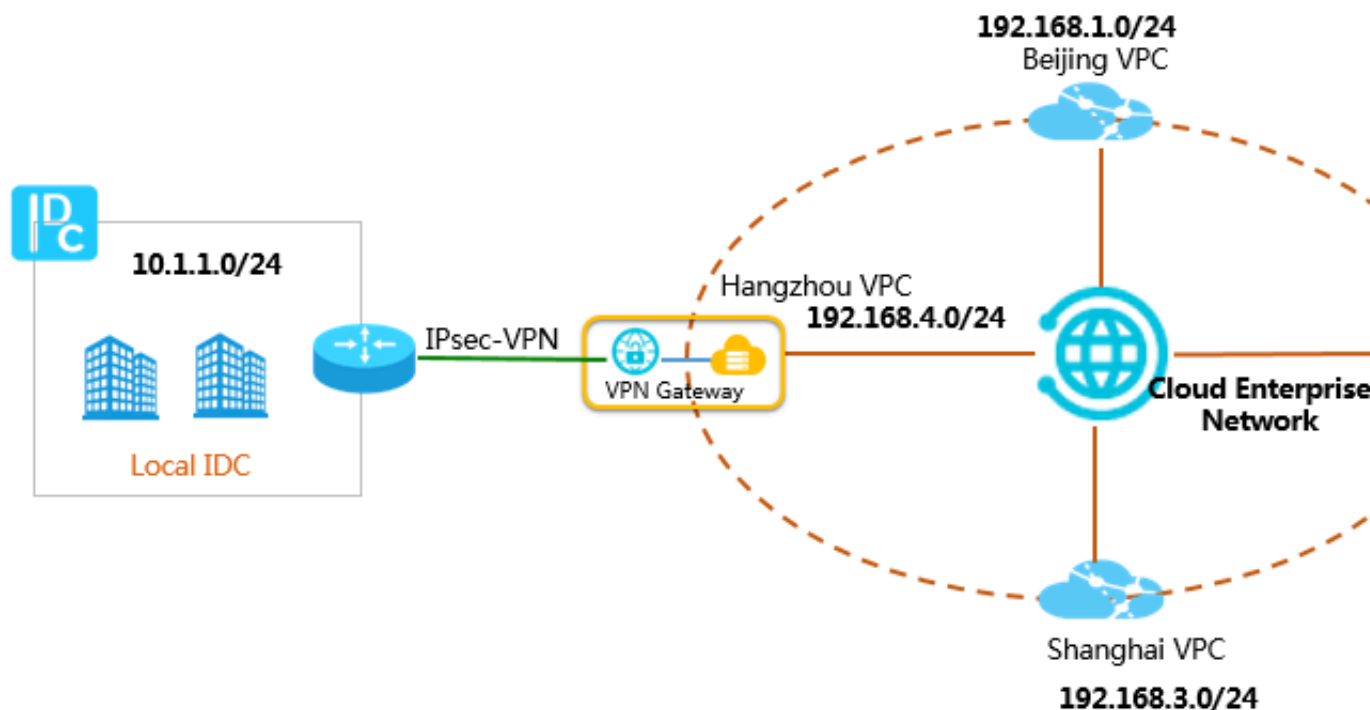 192.168.1.0/24
Beijing VPC
IDC
10.1.1.0/24
Hangzhou VPC
192.168.4.0/24
IPsec-VPN
VPN Gateway
Cloud Enterprise
Network
Local IDC
Shanghai VPC
192.168.3.0/24